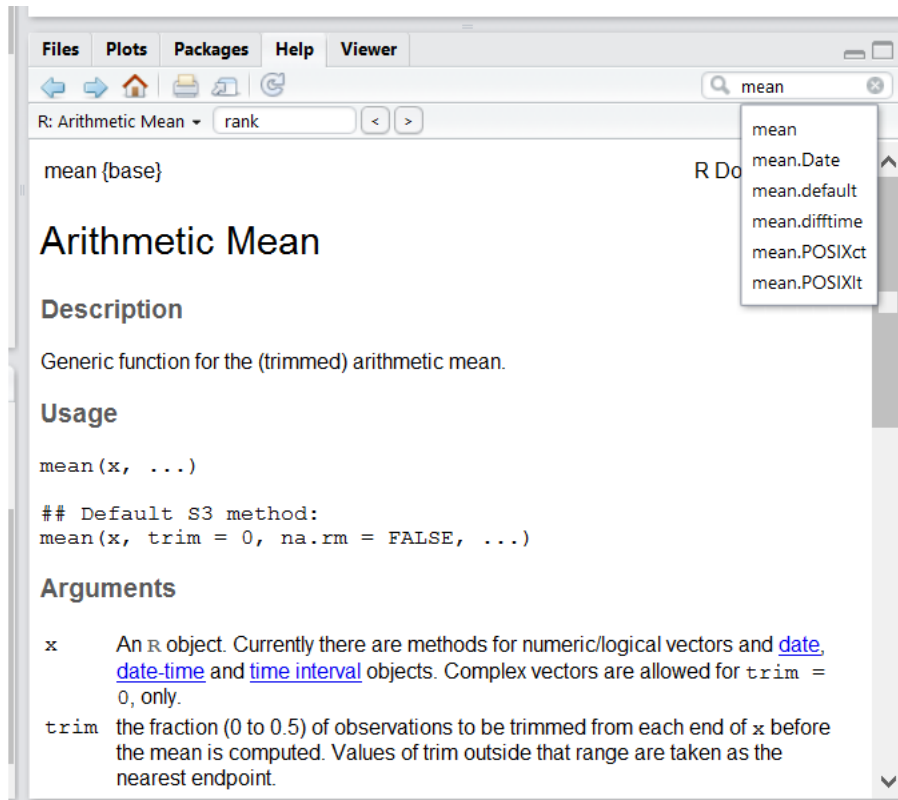 Files Plots Packages Help Viewer
mean
R: Arithmetic Mean rank < >
mean
mean.Date
mean.default
mean.difftime
mean.POSIXct
mean.POSIXlt
mean {base} R Do
Arithmetic Mean
Description
Generic function for the (trimmed) arithmetic mean.
Usage
mean(x, ...)
## Default S3 method:
mean(x, trim = 0, na.rm = FALSE, ...)
Arguments
x An R object. Currently there are methods for numeric/logical vectors and date,
date-time and time interval objects. Complex vectors are allowed for trim =
0, only.
trim the fraction (0 to 0.5) of observations to be trimmed from each end of x before
the mean is computed. Values of trim outside that range are taken as the
nearest endpoint.